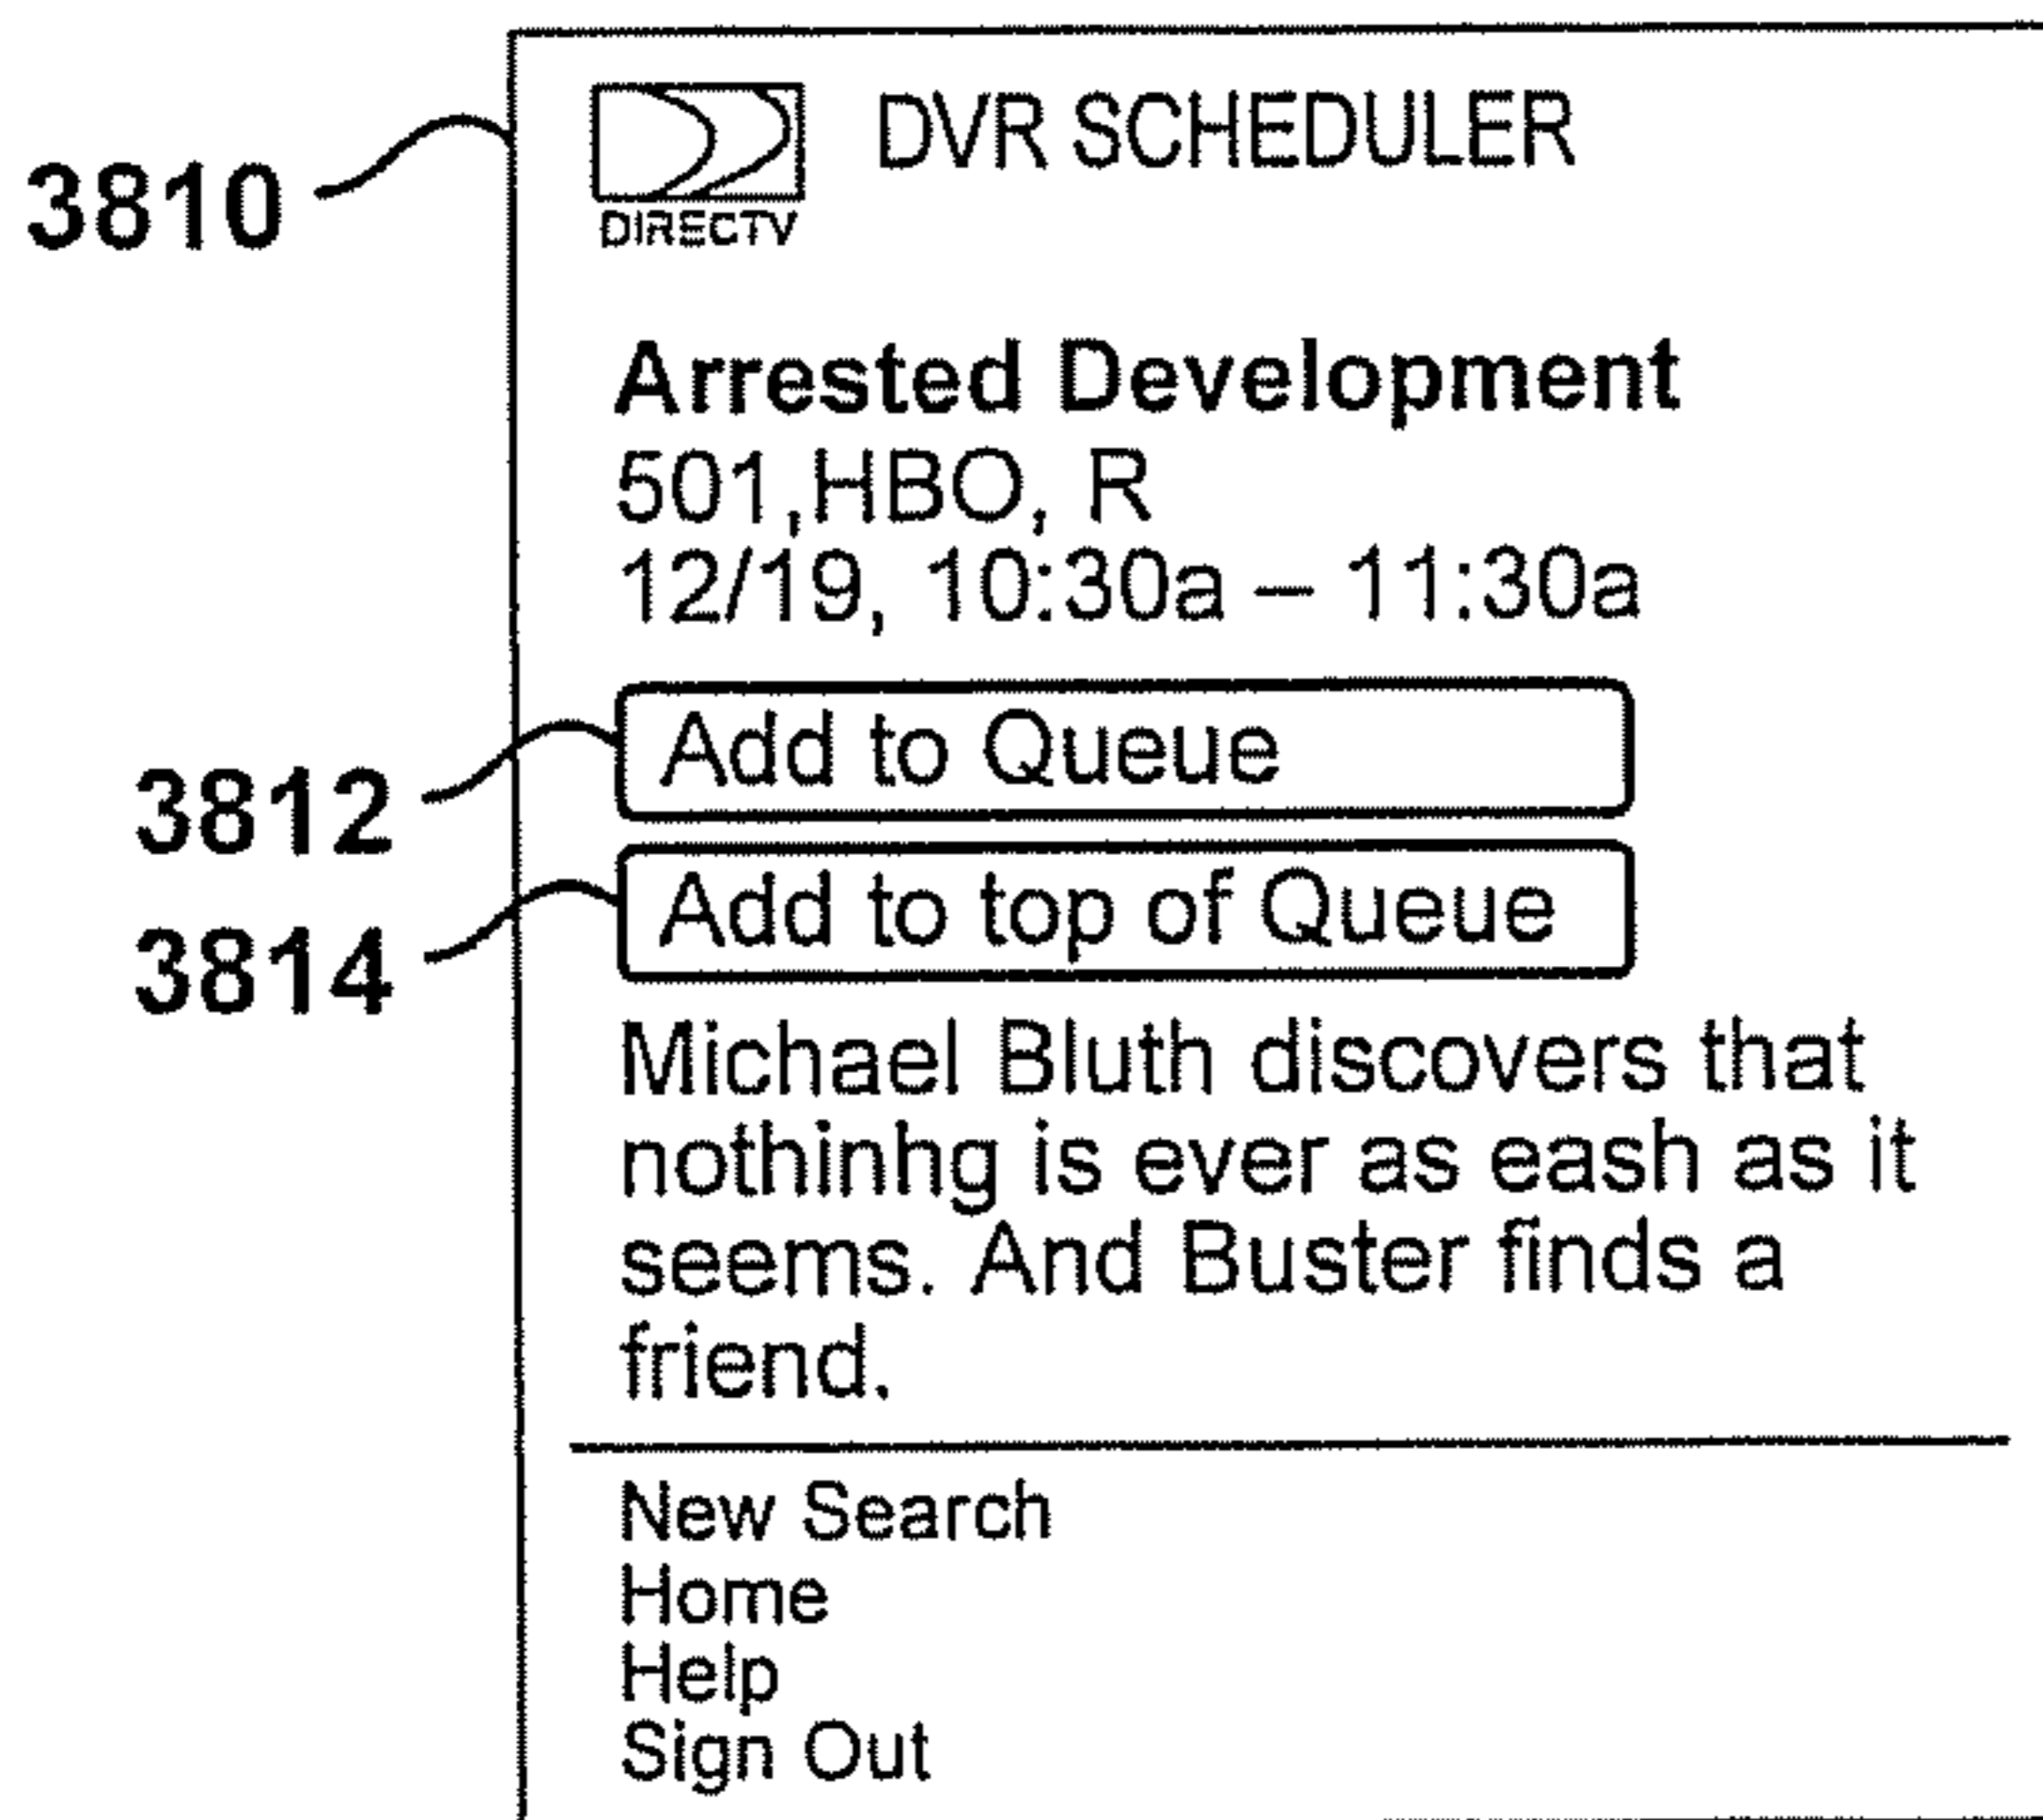 3810
DIRECTV
DVR SCHEDULER
Arrested Development
501,HBO, R
12/19, 10:30a – 11:30a
3812
Add to Queue
3814
Add to top of Queue
Michael Bluth discovers that
nothinhg is ever as eash as it
seems. And Buster finds a
friend.
New Search
Home
Help
Sign Out